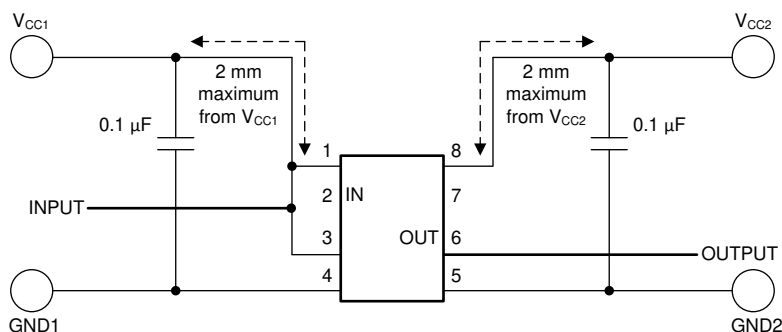 VCC1
VCC2
2 mm
maximum
from VCC1
2 mm
maximum
from VCC2
0.1 µF
0.1 µF
1
8
2
IN
7
INPUT
3
OUT
6
OUTPUT
4
5
GND1
GND2